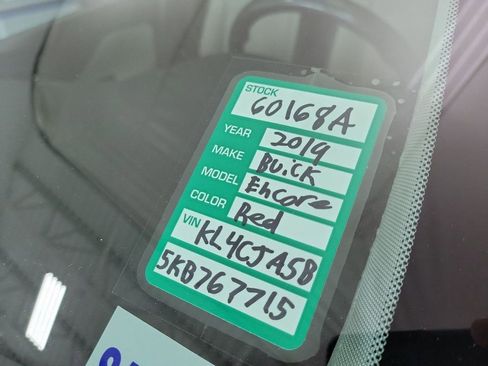 STOCK 60168A
YEAR 2019
MAKE Buick
MODEL Encore
COLOR Red
VIN KL4CJASB
5KB767715